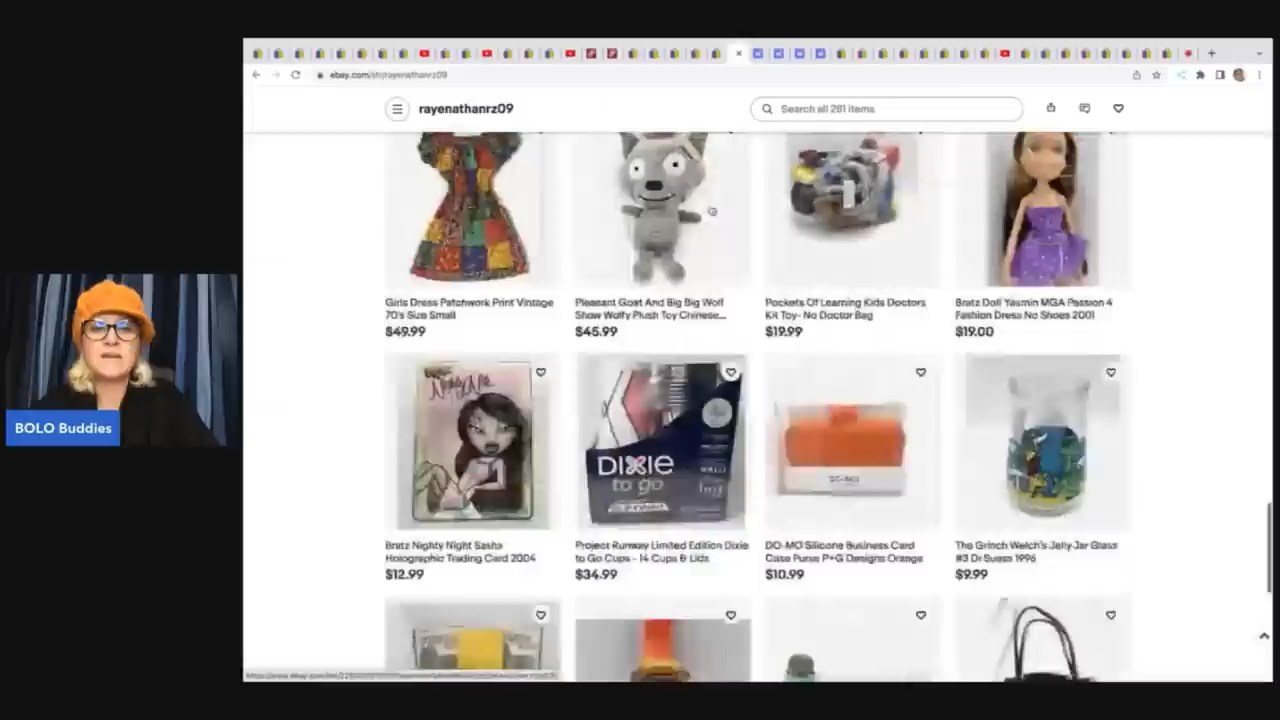 ebay.com/str/rayenathanrz09
rayenathanrz09
Search all 281 items
Girls Dress Patchwork Print Vintage
70's Size Small
$49.99
Pleasant Goat And Big Big Wolf
Show Wolfy Plush Toy Chinese...
$45.99
Pockets Of Learning Kids Doctors
Kit Toy- No Doctor Bag
$19.99
Bratz Doll Yasmin MGA Passion 4
Fashion Dress No Shoes 2001
$19.00
DIXIE
to go
DO-MO
BOLO Buddies
Bratz Nighty Night Sasha
Holographic Trading Card 2004
$12.99
Project Runway Limited Edition Dixie
to Go Cups - 14 Cups & Lids
$34.99
DO-MO Silicone Business Card
Case Purse P+G Designs Orange
$10.99
The Grinch Welch's Jelly Jar Glass
#3 Dr Suess 1996
$9.99